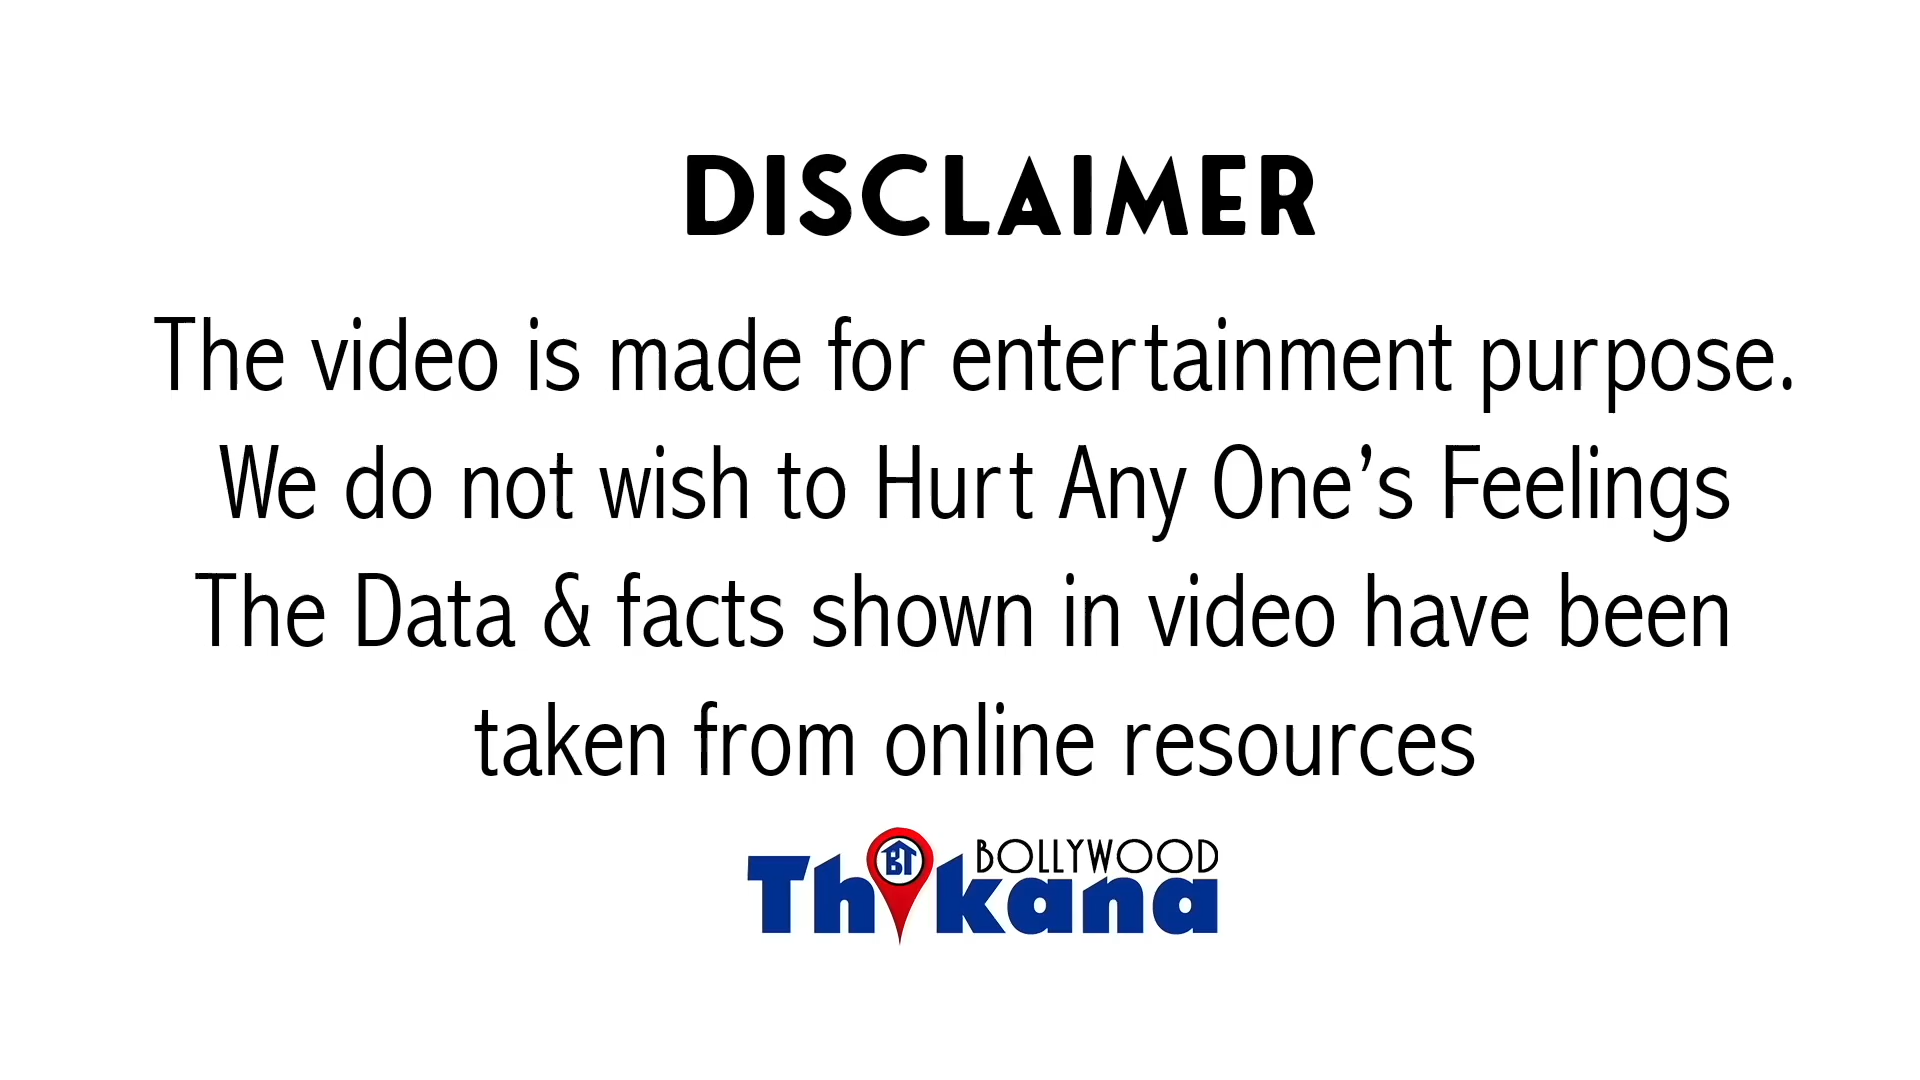 DISCLAIMER
The video is made for entertainment purpose.
We do not wish to Hurt Any One’s Feelings
The Data & facts shown in video have been
taken from online resources
BT
BOLLYWOOD
Thikana